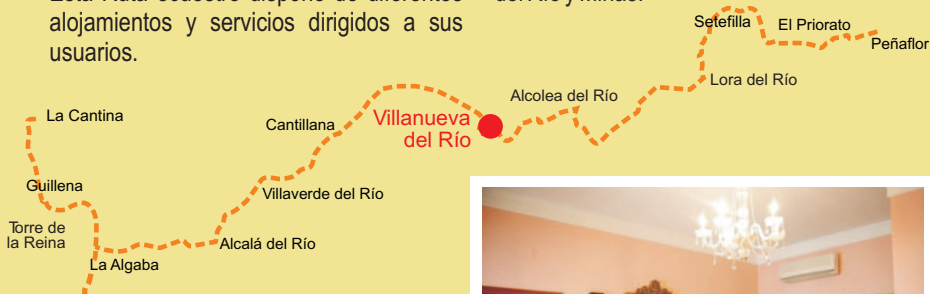 alojamientos y servicios dirigidos a sus
usuarios.
Setefilla
El Priorato
Peñaflor
Lora del Río
Alcolea del Río
Villanueva
del Río
Cantillana
La Cantina
Guillena
Villaverde del Río
Torre de
la Reina
Alcalá del Río
La Algaba